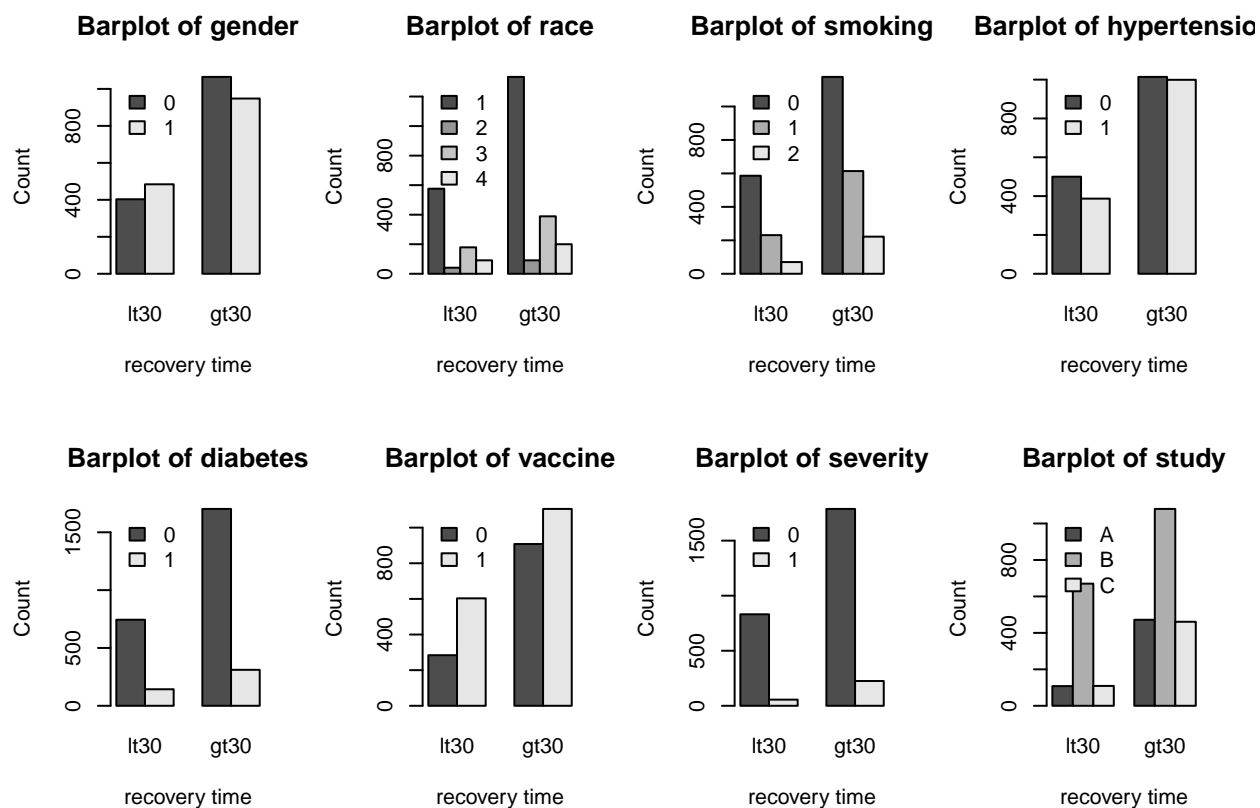 Barplot of gender
Count
0
400
800
0
1
lt30
gt30
recovery time
Barplot of race
Count
0
400
800
1
2
3
4
lt30
gt30
recovery time
Barplot of smoking
Count
0
400
800
0
1
2
lt30
gt30
recovery time
Barplot of hypertensio
Count
0
400
800
0
1
lt30
gt30
recovery time
Barplot of diabetes
Count
0
500
1500
0
1
lt30
gt30
recovery time
Barplot of vaccine
Count
0
400
800
0
1
lt30
gt30
recovery time
Barplot of severity
Count
0
500
1500
0
1
lt30
gt30
recovery time
Barplot of study
Count
0
400
800
A
B
C
lt30
gt30
recovery time